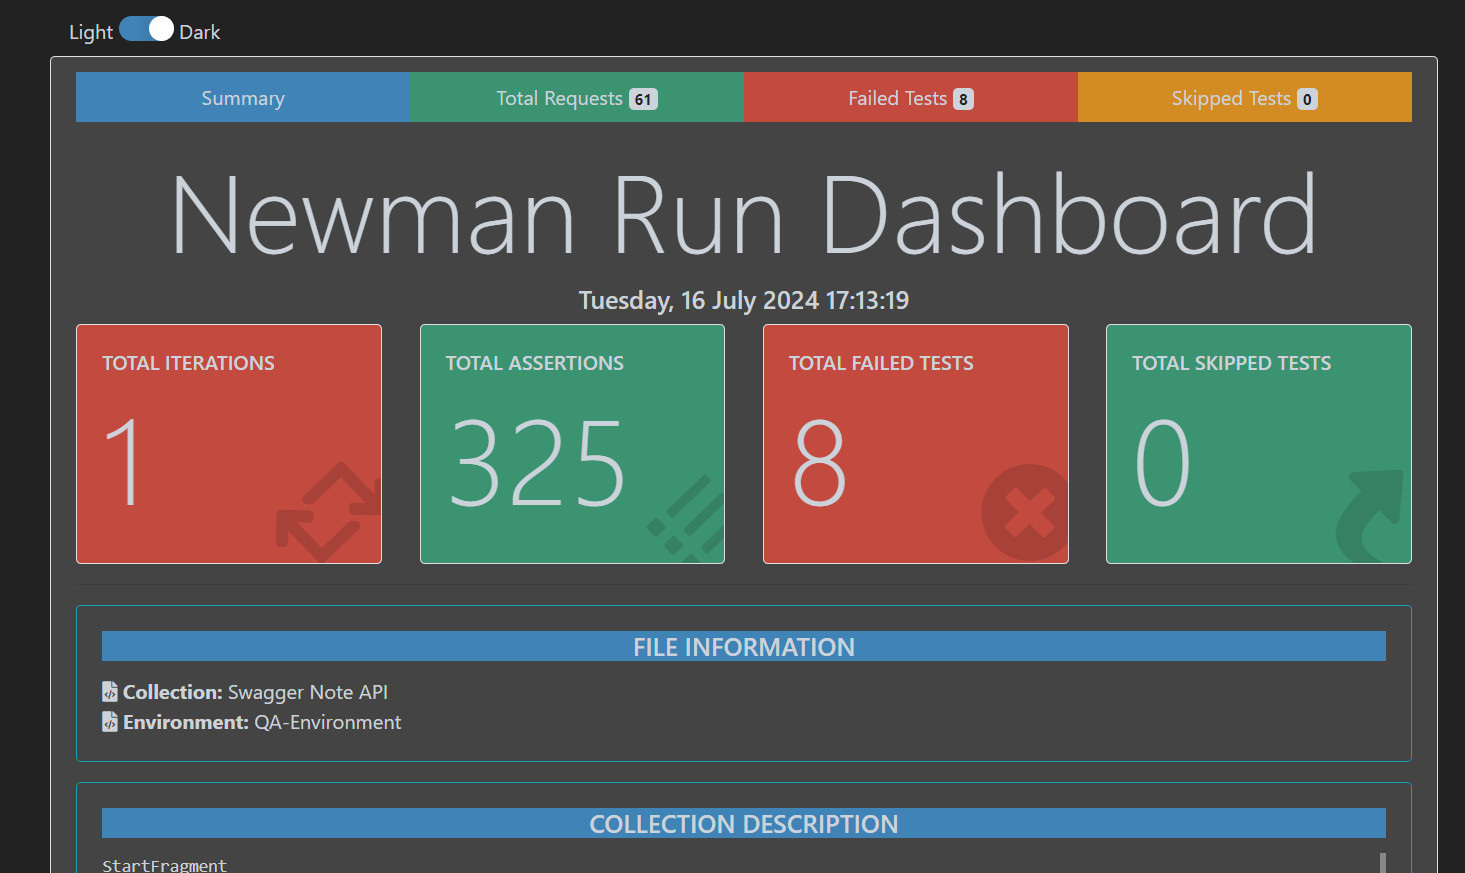 Light Dark
Summary Total Requests 61 Failed Tests 8 Skipped Tests 0
Newman Run Dashboard
Tuesday, 16 July 2024 17:13:19
TOTAL ITERATIONS TOTAL ASSERTIONS TOTAL FAILED TESTS TOTAL SKIPPED TESTS
1 325 8 0
FILE INFORMATION
Collection: Swagger Note API
Environment: QA-Environment
COLLECTION DESCRIPTION
StartFragment